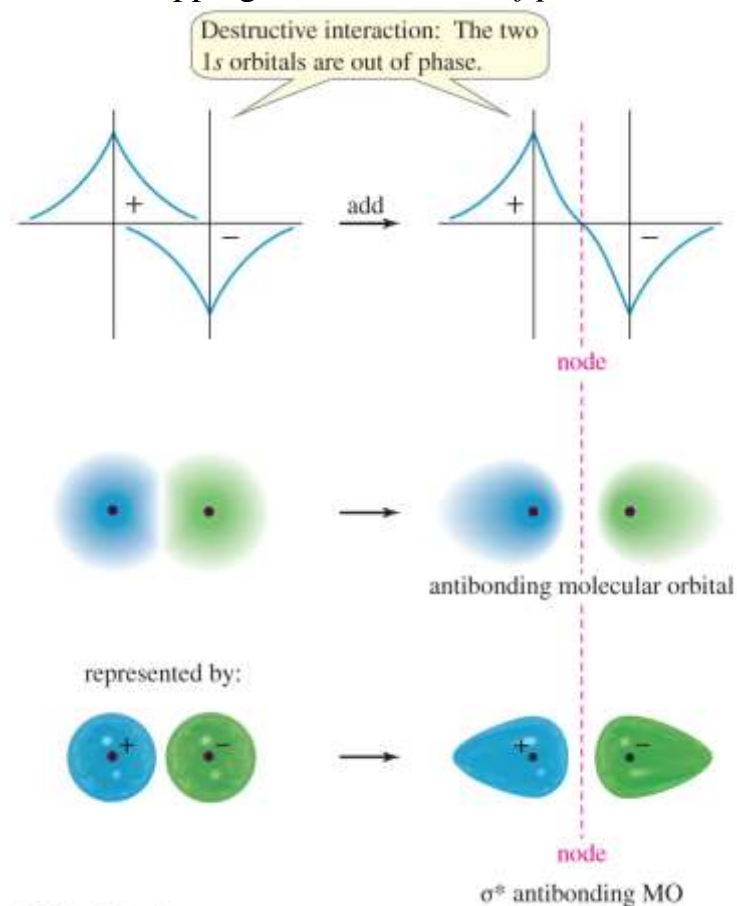 Destructive interaction: The two
1s orbitals are out of phase.
+
−
add
+
−
node
antibonding molecular orbital
represented by:
+
−
+
−
node
σ* antibonding MO